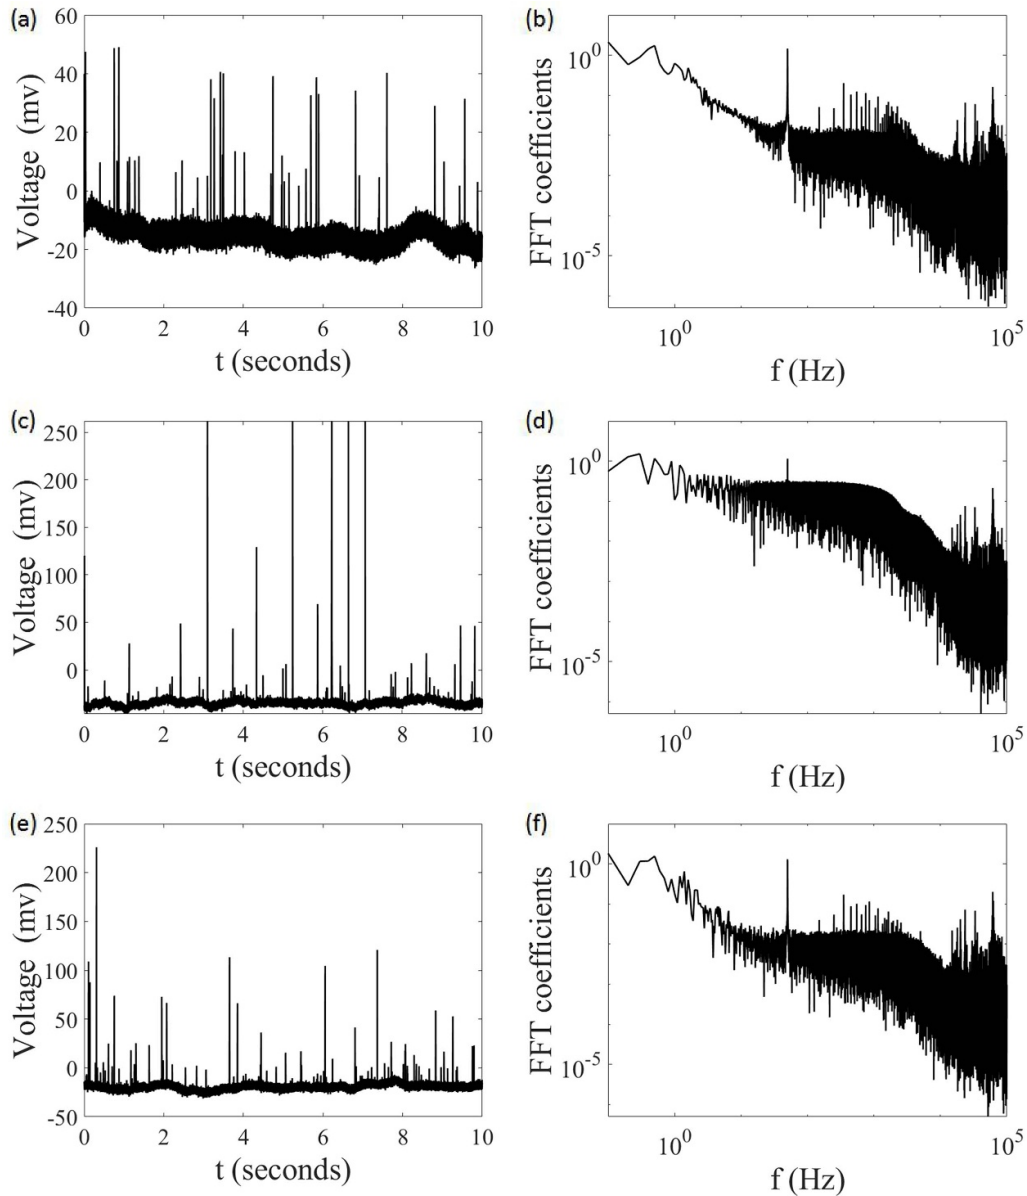 (a)
60
40
20
0
-20
-40
Voltage (mv)
0 2 4 6 8 10
t (seconds)
(b)
10^0
10^-5
FFT coefficients
10^0 10^5
f (Hz)
(c)
250
200
150
100
50
0
Voltage (mv)
0 2 4 6 8 10
t (seconds)
(d)
10^0
10^-5
FFT coefficients
10^0 10^5
f (Hz)
(e)
250
200
150
100
50
0
-50
Voltage (mv)
0 2 4 6 8 10
t (seconds)
(f)
10^0
10^-5
FFT coefficients
10^0 10^5
f (Hz)